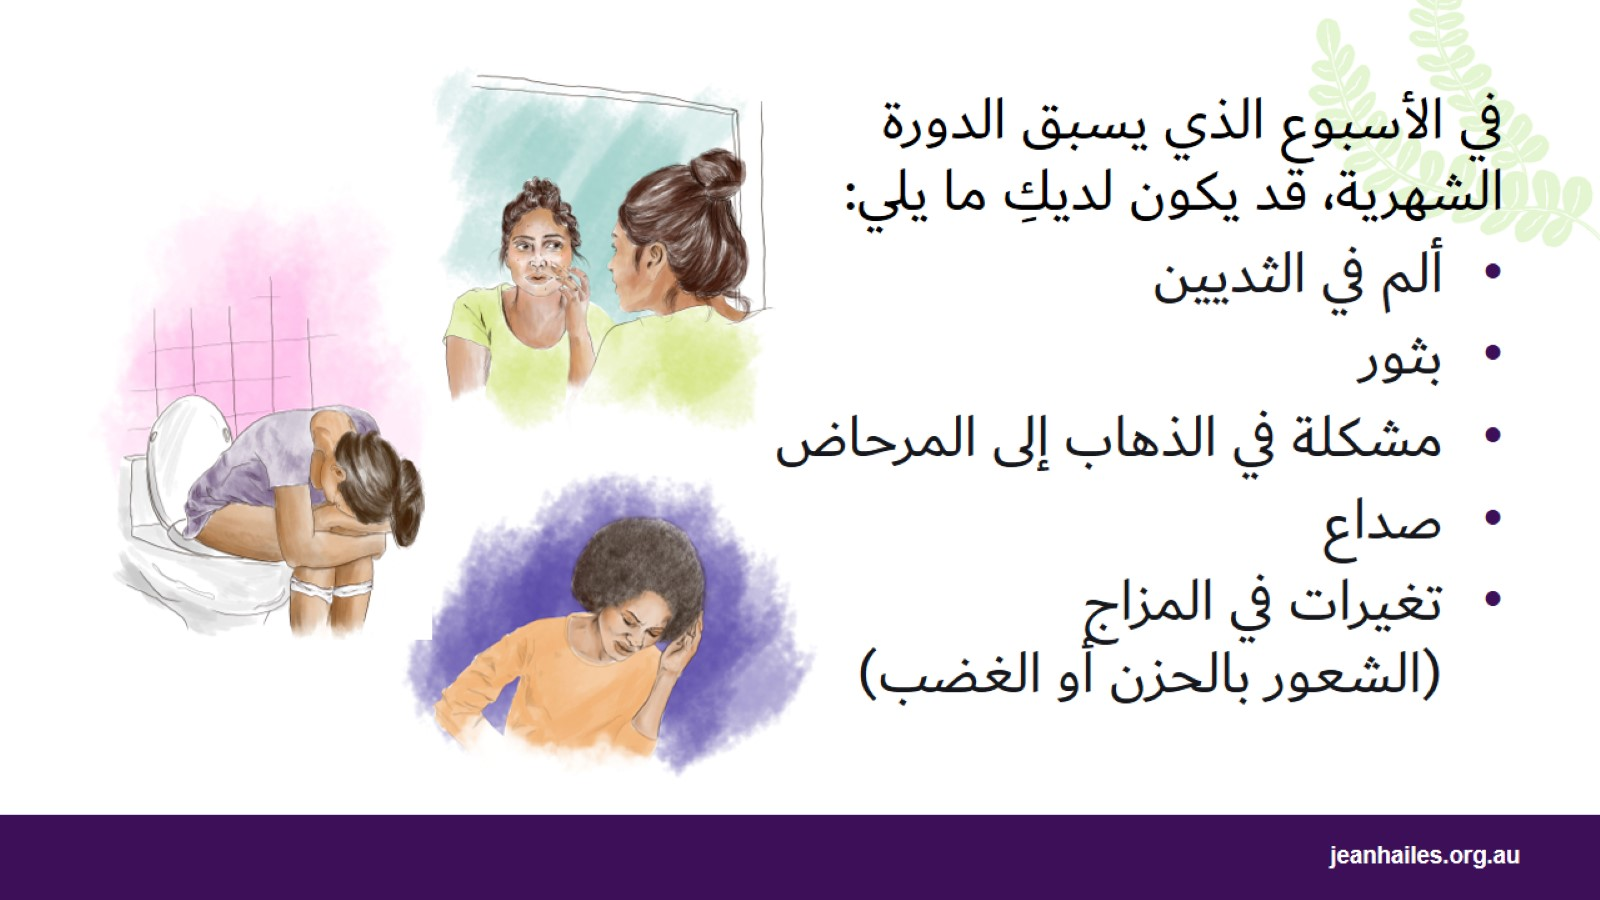 في الأسبوع الذي يسبق الدورة
الشهرية، قد يكون لديكِ ما يلي:
• ألم في الثديين
• بثور
• مشكلة في الذهاب إلى المرحاض
• صداع
• تغيرات في المزاج
(الشعور بالحزن أو الغضب)
jeanhailes.org.au